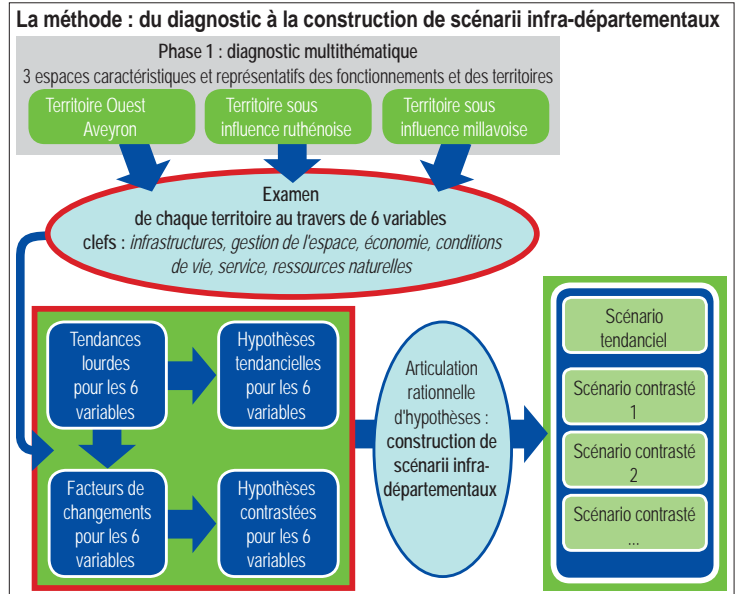 La méthode : du diagnostic à la construction de scénarii infra-départementaux
Phase 1 : diagnostic multithématique
3 espaces caractéristiques et représentatifs des fonctionnements et des territoires
Territoire Ouest
Aveyron
Territoire sous
influence ruthénoise
Territoire sous
influence millavoise
Examen
de chaque territoire au travers de 6 variables
clefs : infrastructures, gestion de l'espace, économie, conditions
de vie, service, ressources naturelles
Tendances
lourdes
pour les 6
variables
Hypothèses
tendancielles
pour les 6
variables
Facteurs de
changements
pour les 6
variables
Hypothèses
contrastées
pour les 6
variables
Articulation
rationnelle
d'hypothèses :
construction de
scénarii infra-
départementaux
Scénario
tendanciel
Scénario contrasté
1
Scénario contrasté
2
Scénario contrasté
...